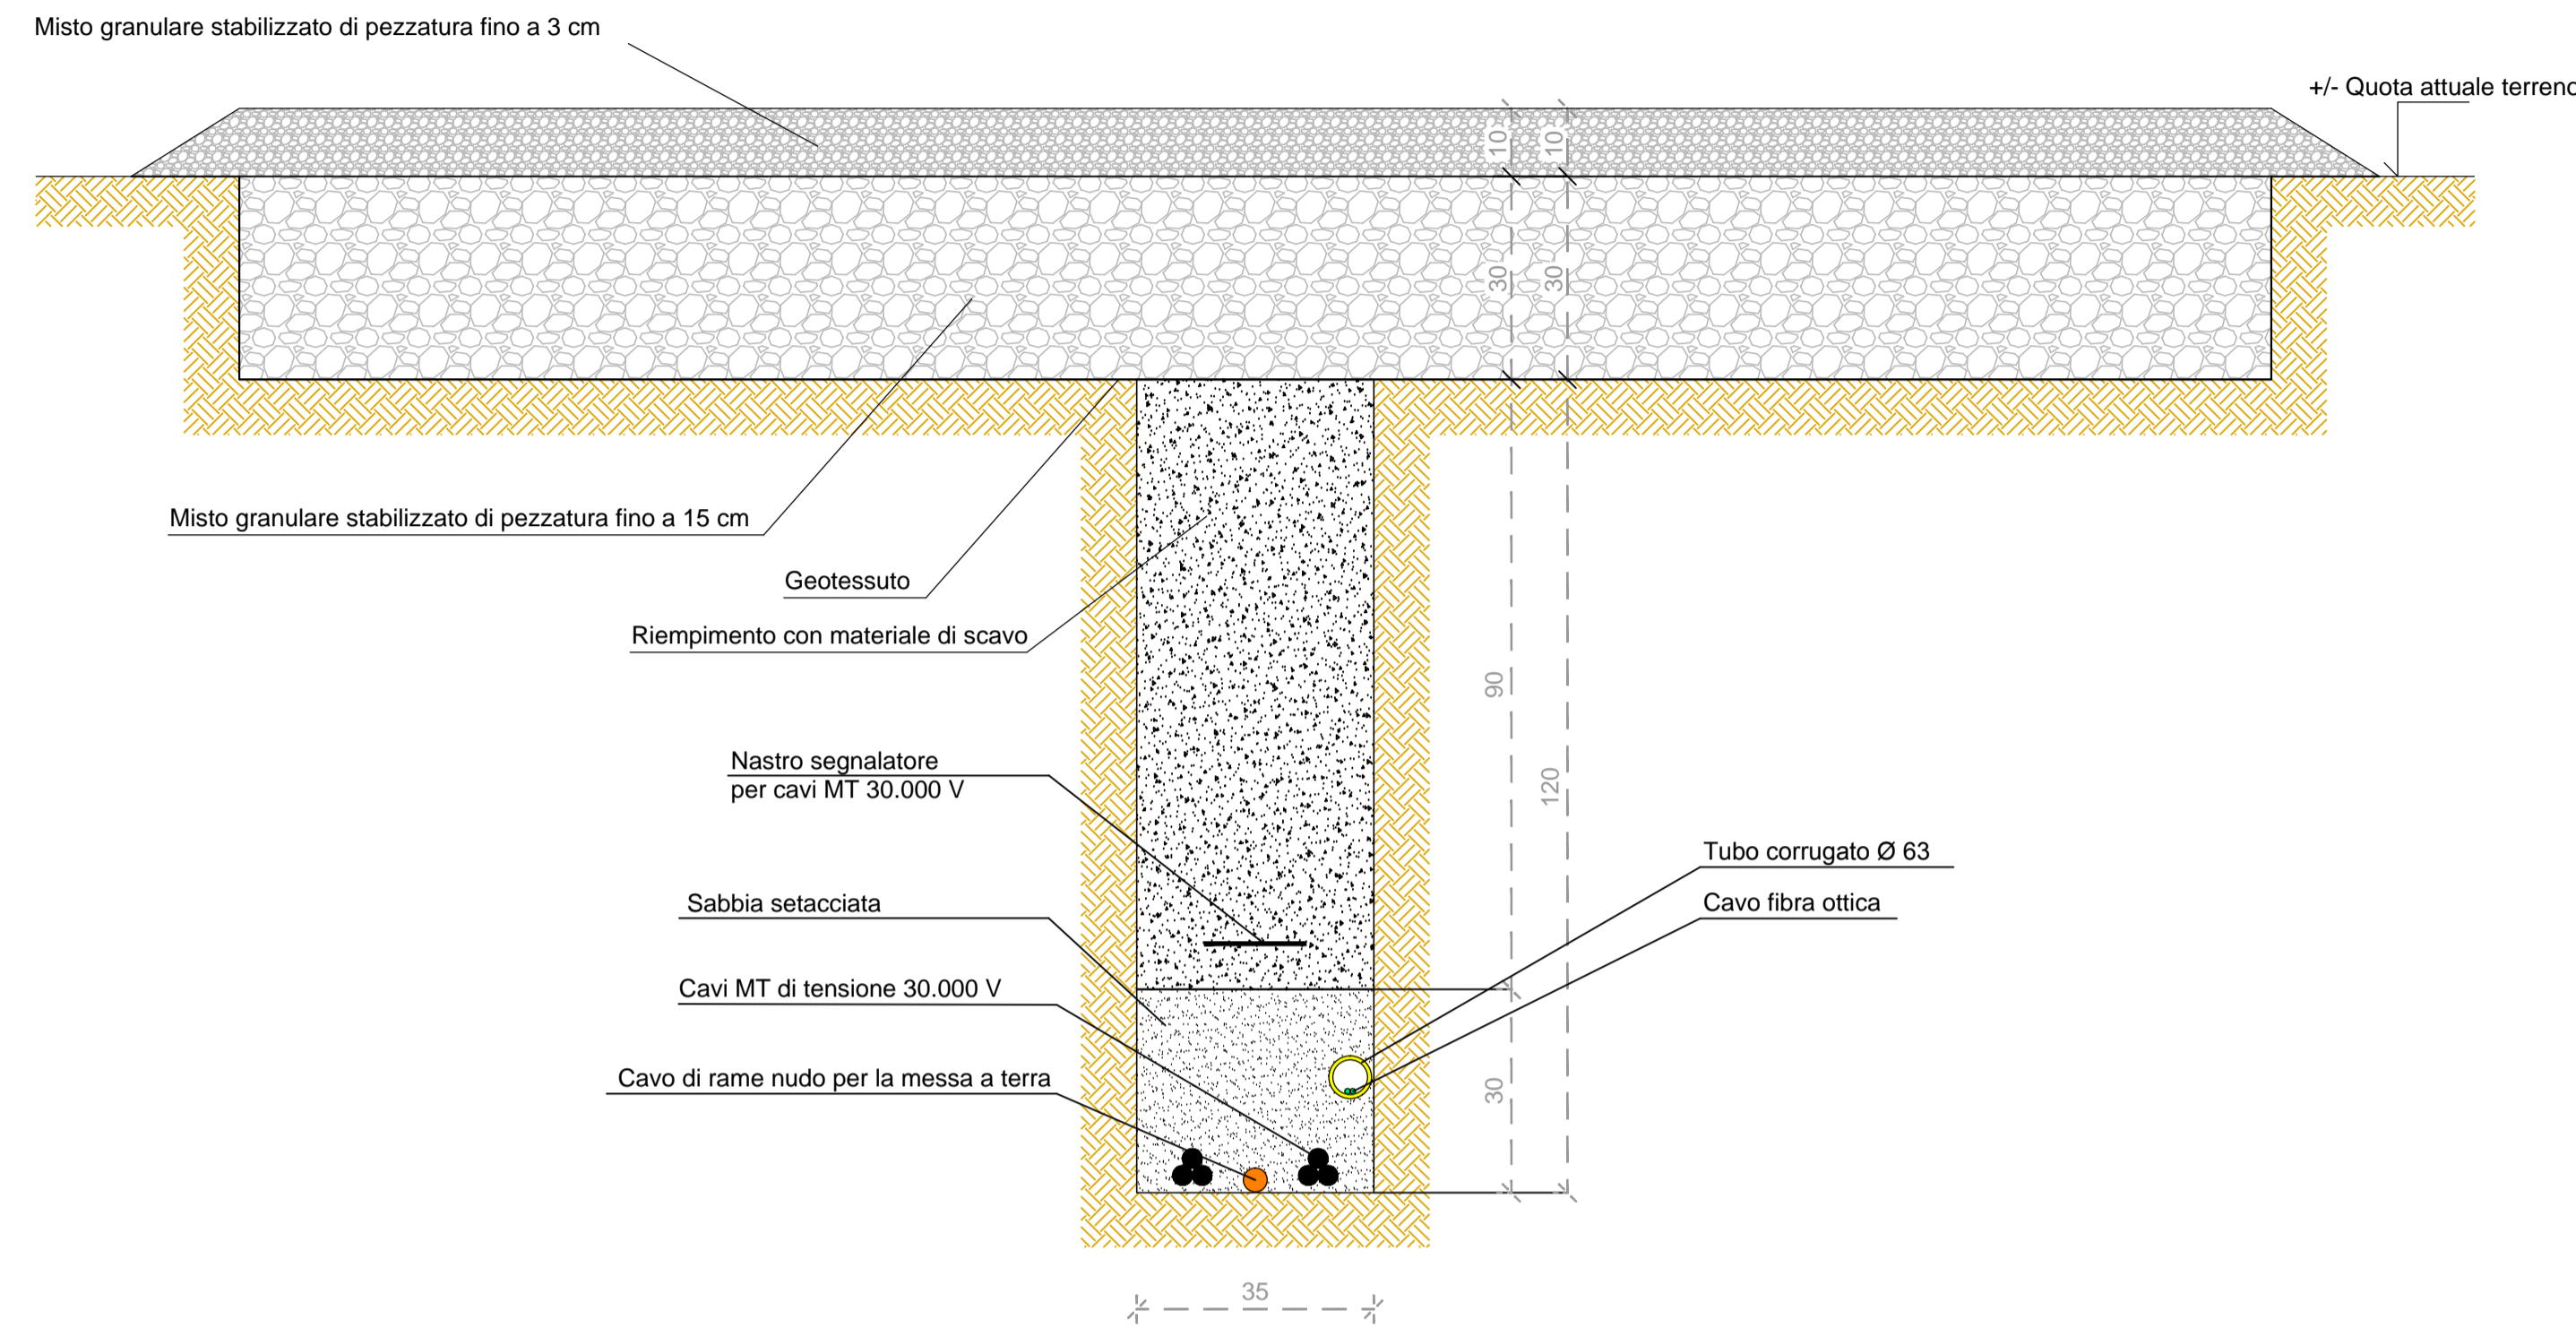 Misto granulare stabilizzato di pezzatura fino a 3 cm
+/- Quota attuale terreno
10
10
30
30
Misto granulare stabilizzato di pezzatura fino a 15 cm
Geotessuto
Riempimento con materiale di scavo
90
Nastro segnalatore
per cavi MT 30.000 V
120
Tubo corrugato Ø 63
Sabbia setacciata
Cavo fibra ottica
Cavi MT di tensione 30.000 V
Cavo di rame nudo per la messa a terra
30
35